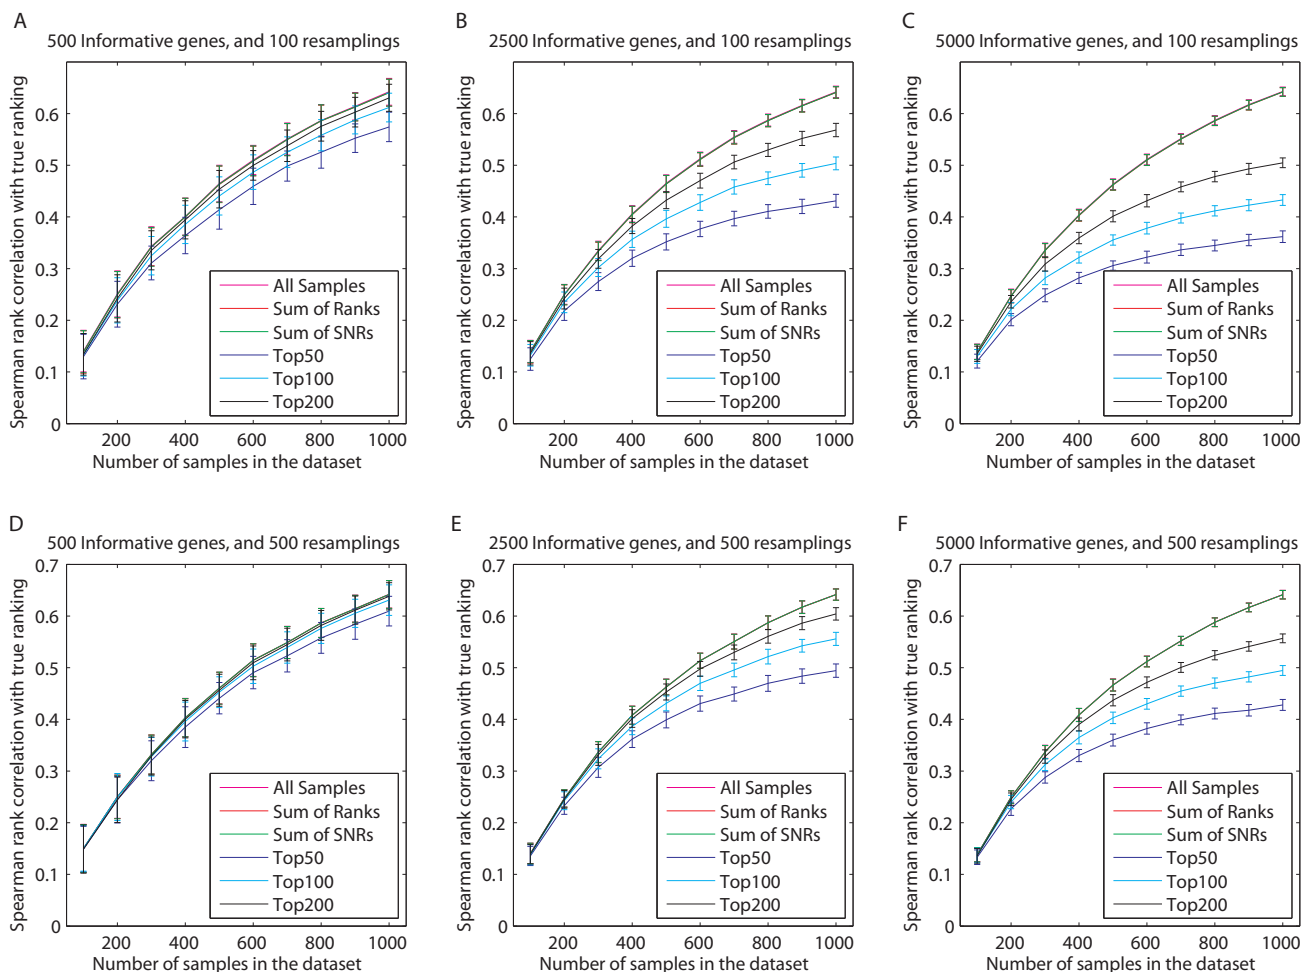 A
500 Informative genes, and 100 resamplings
Spearman rank correlation with true ranking
0.6
0.5
0.4
0.3
0.2
0.1
0
All Samples
Sum of Ranks
Sum of SNRs
Top50
Top100
Top200
200 400 600 800 1000
Number of samples in the dataset
B
2500 Informative genes, and 100 resamplings
Spearman rank correlation with true ranking
0.6
0.5
0.4
0.3
0.2
0.1
0
All Samples
Sum of Ranks
Sum of SNRs
Top50
Top100
Top200
200 400 600 800 1000
Number of samples in the dataset
C
5000 Informative genes, and 100 resamplings
Spearman rank correlation with true ranking
0.6
0.5
0.4
0.3
0.2
0.1
0
All Samples
Sum of Ranks
Sum of SNRs
Top50
Top100
Top200
200 400 600 800 1000
Number of samples in the dataset
D
500 Informative genes, and 500 resamplings
Spearman rank correlation with true ranking
0.7
0.6
0.5
0.4
0.3
0.2
0.1
0
All Samples
Sum of Ranks
Sum of SNRs
Top50
Top100
Top200
200 400 600 800 1000
Number of samples in the dataset
E
2500 Informative genes, and 500 resamplings
Spearman rank correlation with true ranking
0.7
0.6
0.5
0.4
0.3
0.2
0.1
0
All Samples
Sum of Ranks
Sum of SNRs
Top50
Top100
Top200
200 400 600 800 1000
Number of samples in the dataset
F
5000 Informative genes, and 500 resamplings
Spearman rank correlation with true ranking
0.7
0.6
0.5
0.4
0.3
0.2
0.1
0
All Samples
Sum of Ranks
Sum of SNRs
Top50
Top100
Top200
200 400 600 800 1000
Number of samples in the dataset